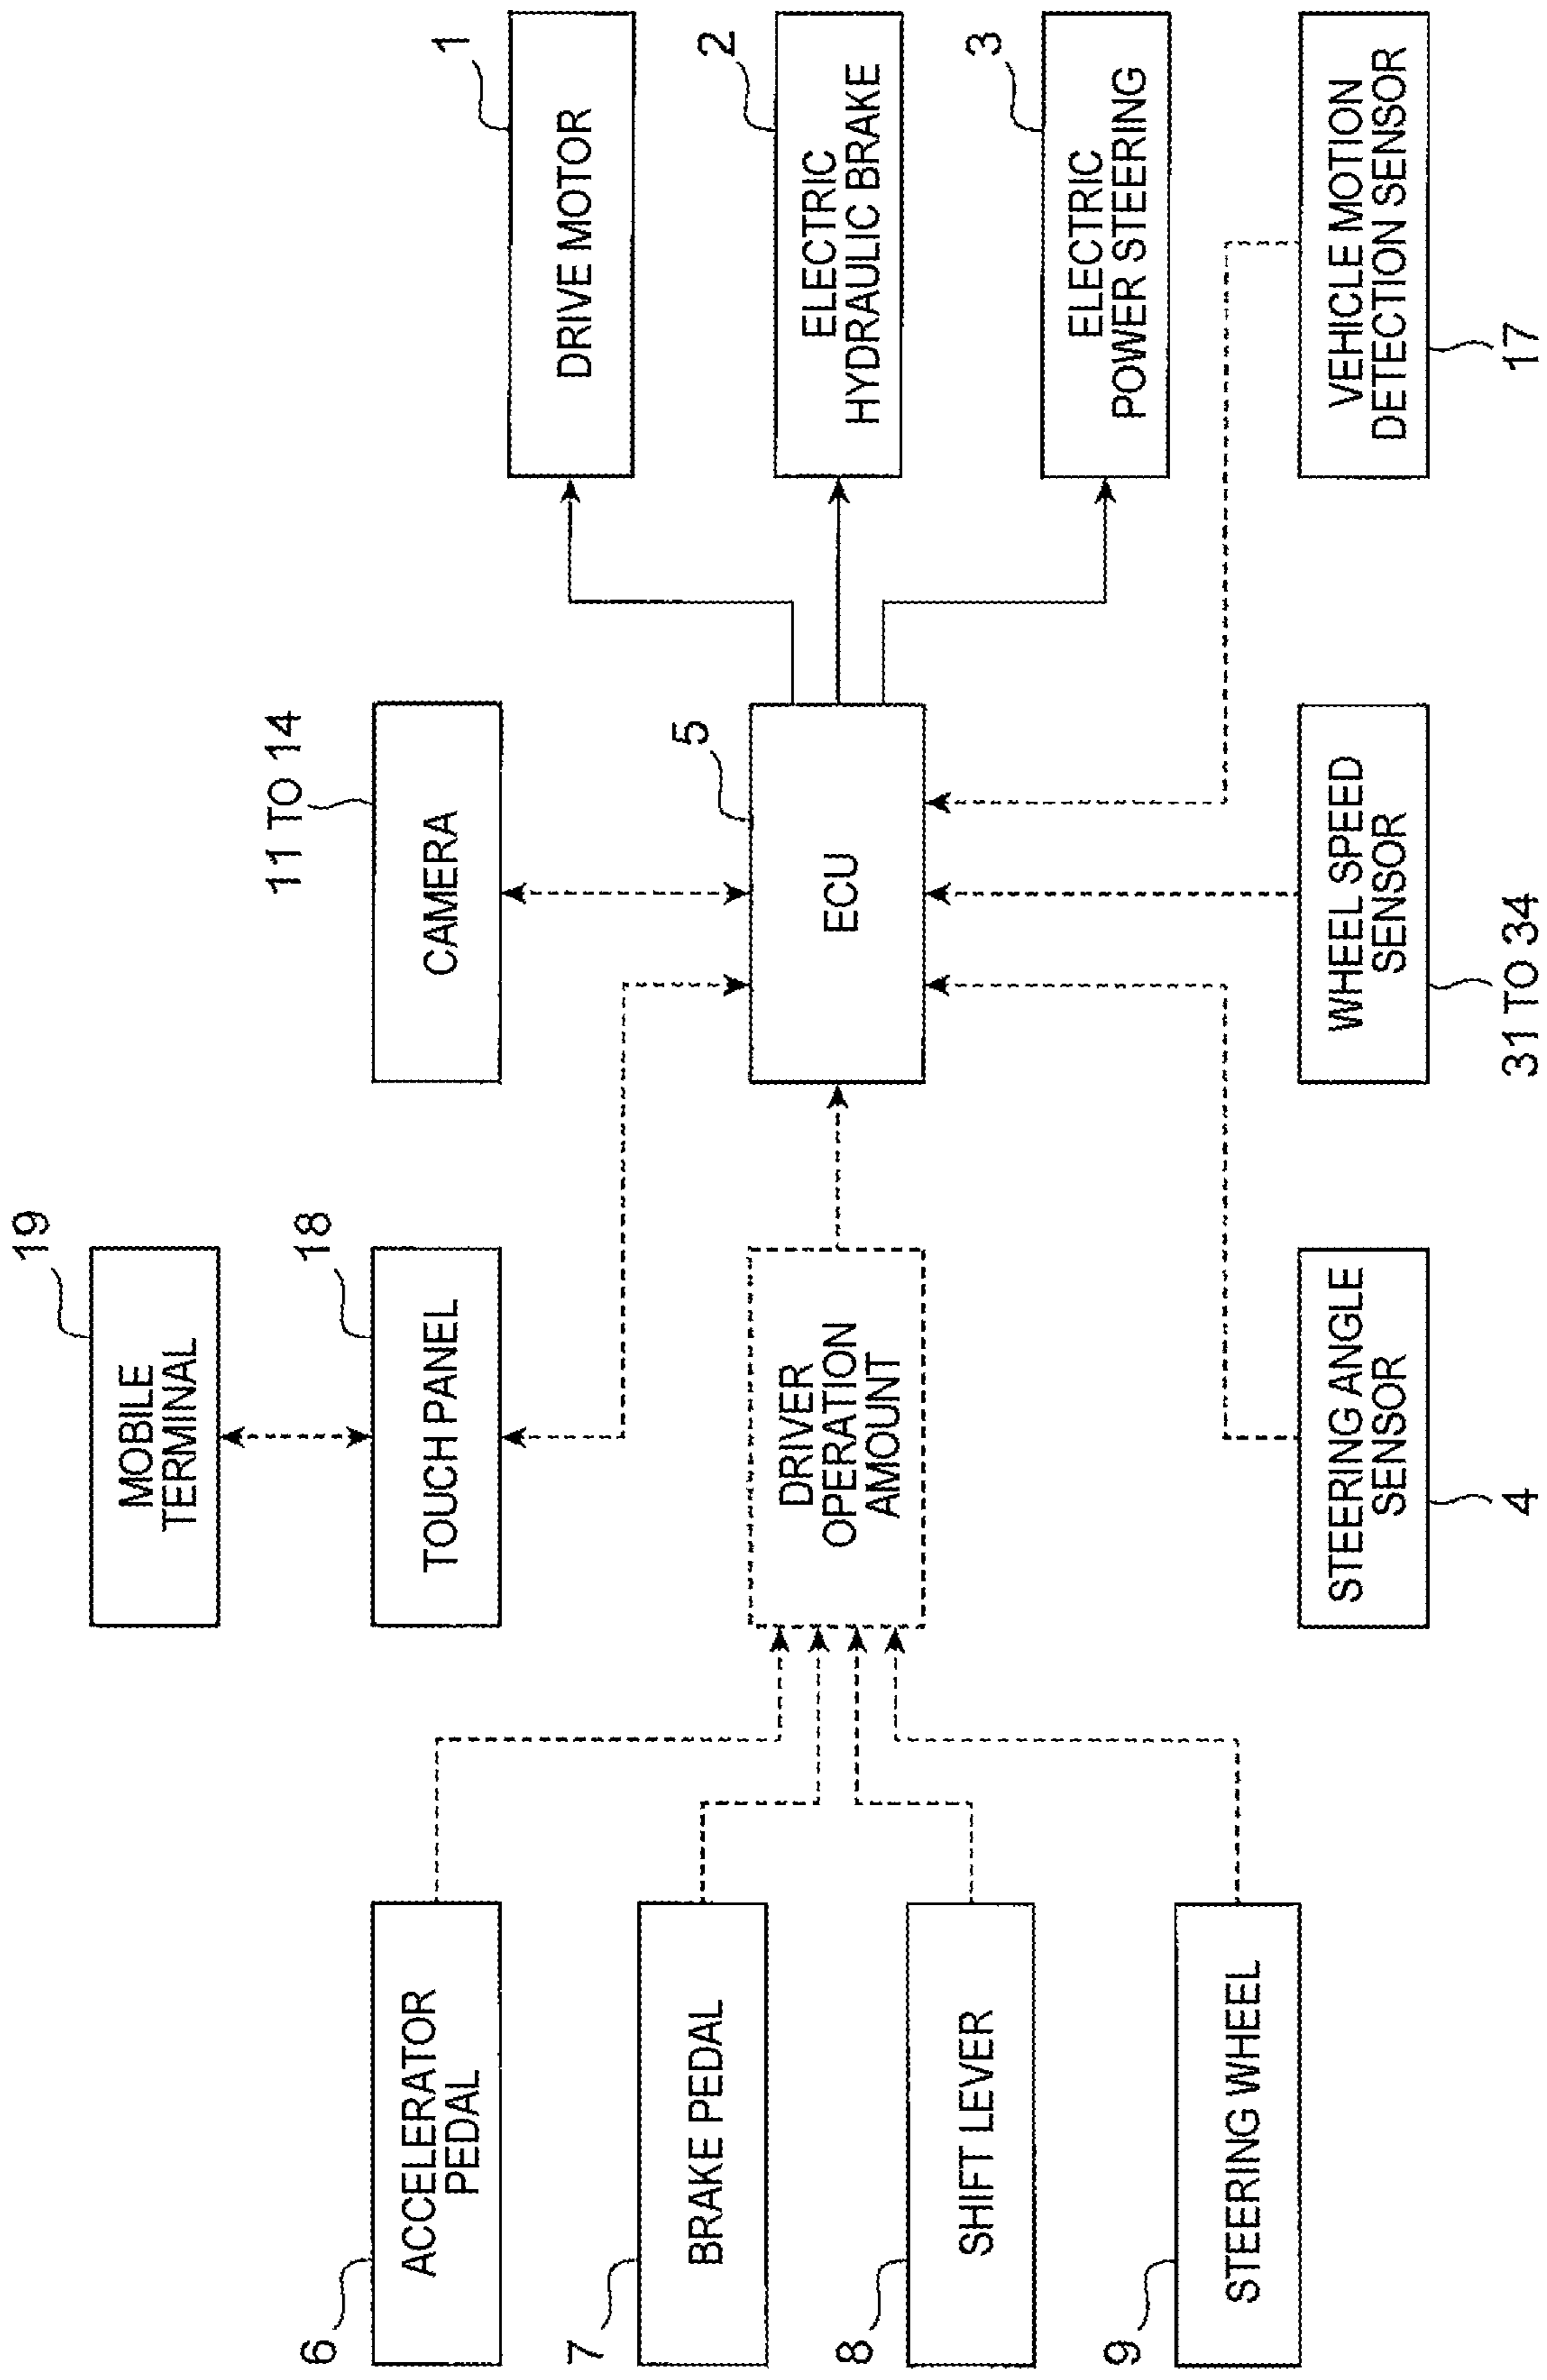 19
MOBILE
TERMINAL
18
TOUCH PANEL
11 TO 14
CAMERA
6
ACCELERATOR
PEDAL
7
BRAKE PEDAL
8
SHIFT LEVER
9
STEERING WHEEL
DRIVER
OPERATION
AMOUNT
5
ECU
1
DRIVE MOTOR
2
ELECTRIC
HYDRAULIC BRAKE
3
ELECTRIC
POWER STEERING
STEERING ANGLE
SENSOR
4
WHEEL SPEED
SENSOR
31 TO 34
VEHICLE MOTION
DETECTION SENSOR
17